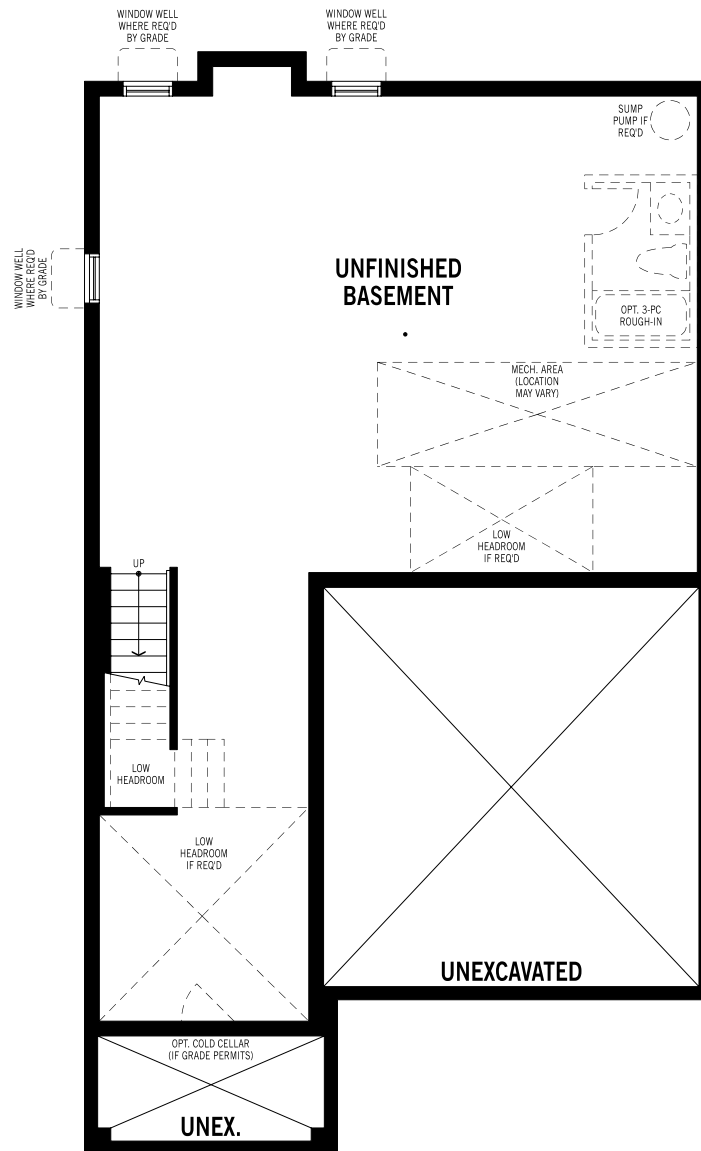 WINDOW WELL
WHERE REQ'D
BY GRADE
WINDOW WELL
WHERE REQ'D
BY GRADE
SUMP
PUMP IF
REQ'D
WINDOW WELL
WHERE REQ'D
BY GRADE
UNFINISHED
BASEMENT
OPT. 3-PC
ROUGH-IN
MECH. AREA
(LOCATION
MAY VARY)
LOW
HEADROOM
IF REQ'D
UP
LOW
HEADROOM
LOW
HEADROOM
IF REQ'D
UNEXCAVATED
OPT. COLD CELLAR
(IF GRADE PERMITS)
UNEX.